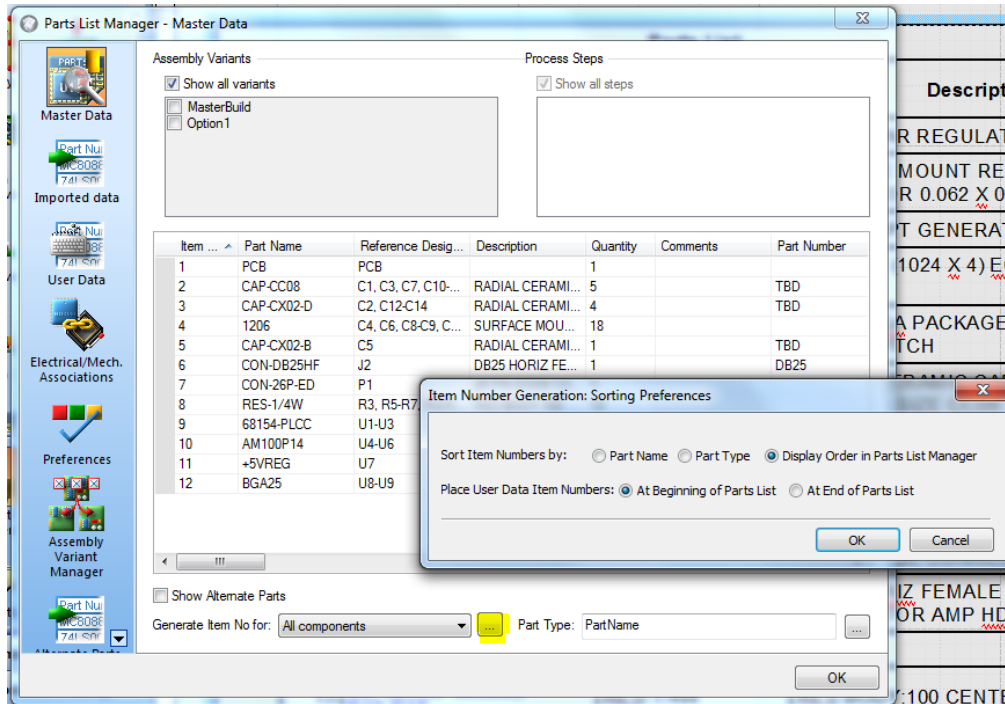 Parts List Manager - Master Data
Master Data
Imported data
User Data
Electrical/Mech.
Associations
Preferences
Assembly
Variant
Manager
Assembly Variants
Show all variants
MasterBuild
Option1
Process Steps
Show all steps
Item ... Part Name Reference Desig... Description Quantity Comments Part Number
1 PCB PCB 1
2 CAP-CC08 C1, C3, C7, C10-... RADIAL CERAMI... 5 TBD
3 CAP-CX02-D C2, C12-C14 RADIAL CERAMI... 4 TBD
4 1206 C4, C6, C8-C9, C... SURFACE MOU... 18
5 CAP-CX02-B C5 RADIAL CERAMI... 1 TBD
6 CON-DB25HF J2 DB25 HORIZ FE... 1 DB25
7 CON-26P-ED P1
8 RES-1/4W R3, R5-R7,
9 68154-PLCC U1-U3
10 AM100P14 U4-U6
11 +5VREG U7
12 BGA25 U8-U9
Show Alternate Parts
Generate Item No for: All components ... Part Type: PartName ...
OK
Item Number Generation: Sorting Preferences
Sort Item Numbers by: Part Name Part Type Display Order in Parts List Manager
Place User Data Item Numbers: At Beginning of Parts List At End of Parts List
OK Cancel
Descript
R REGULAT
MOUNT RE
R 0.062 X 0
PT GENERAT
1024 X 4) E
A PACKAGE
TCH
IZ FEMALE
OR AMP HD
:100 CENTE